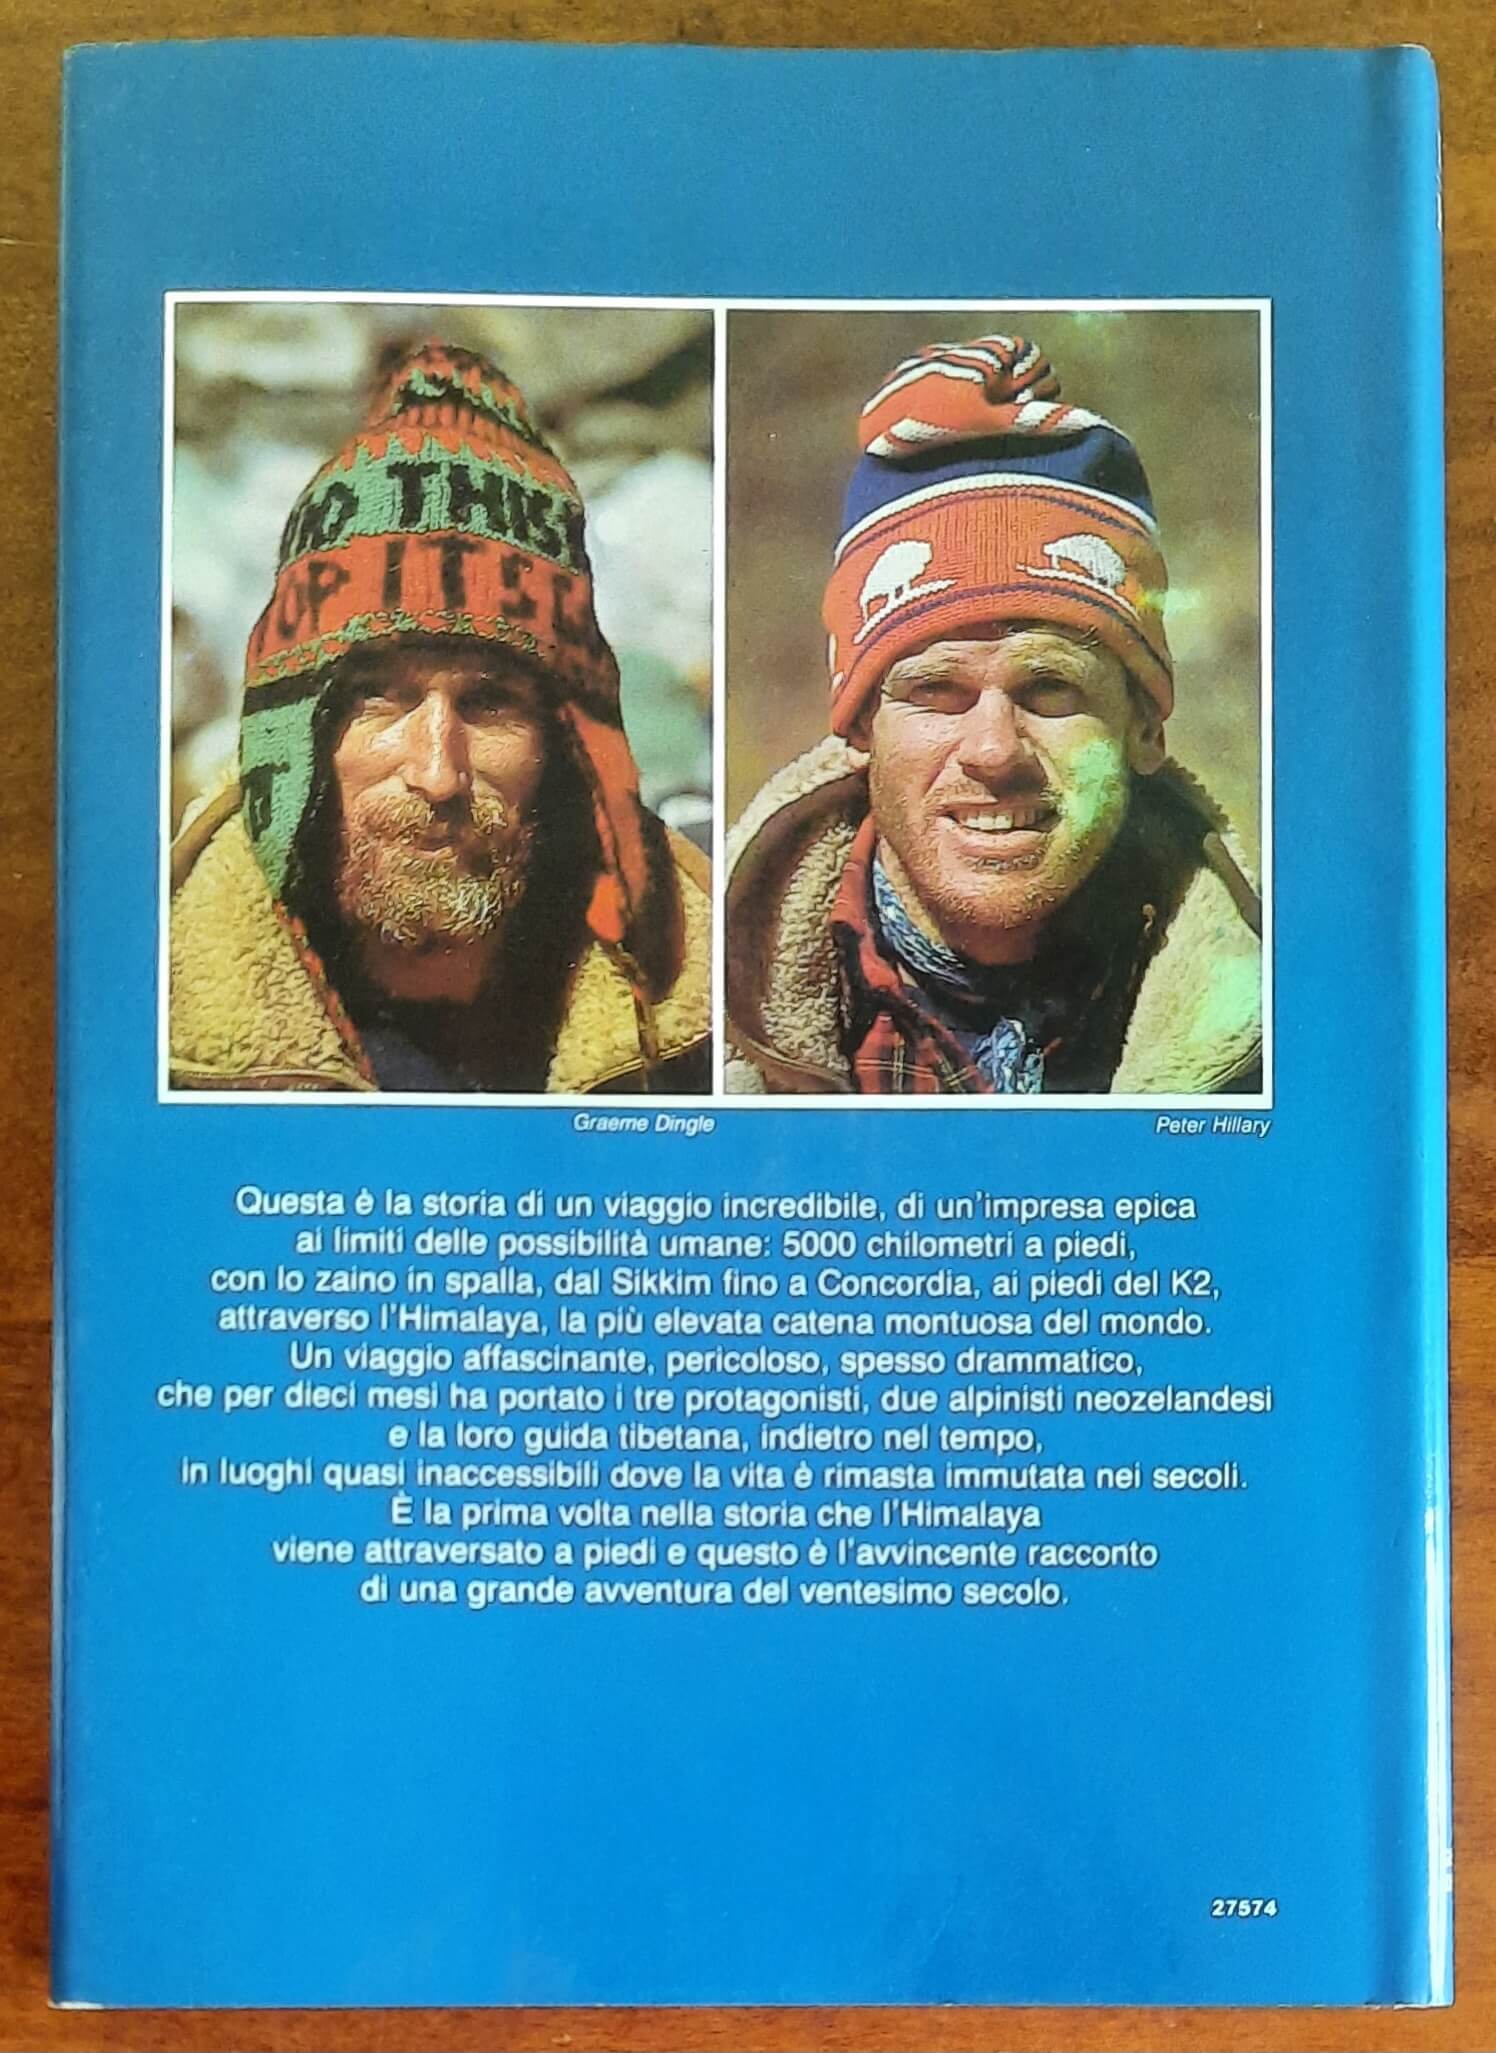 THIS
OP IT
Graeme Dingle
Peter Hillary
Questa è la storia di un viaggio incredibile, di un'impresa epica
ai limiti delle possibilità umane: 5000 chilometri a piedi,
con lo zaino in spalla, dal Sikkim fino a Concordia, ai piedi del K2,
attraverso l'Himalaya, la più elevata catena montuosa del mondo.
Un viaggio affascinante, pericoloso, spesso drammatico,
che per dieci mesi ha portato i tre protagonisti, due alpinisti neozelandesi
e la loro guida tibetana, indietro nel tempo,
in luoghi quasi inaccessibili dove la vita è rimasta immutata nei secoli.
È la prima volta nella storia che l'Himalaya
viene attraversato a piedi e questo è l'avvincente racconto
di una grande avventura del ventesimo secolo.
27574